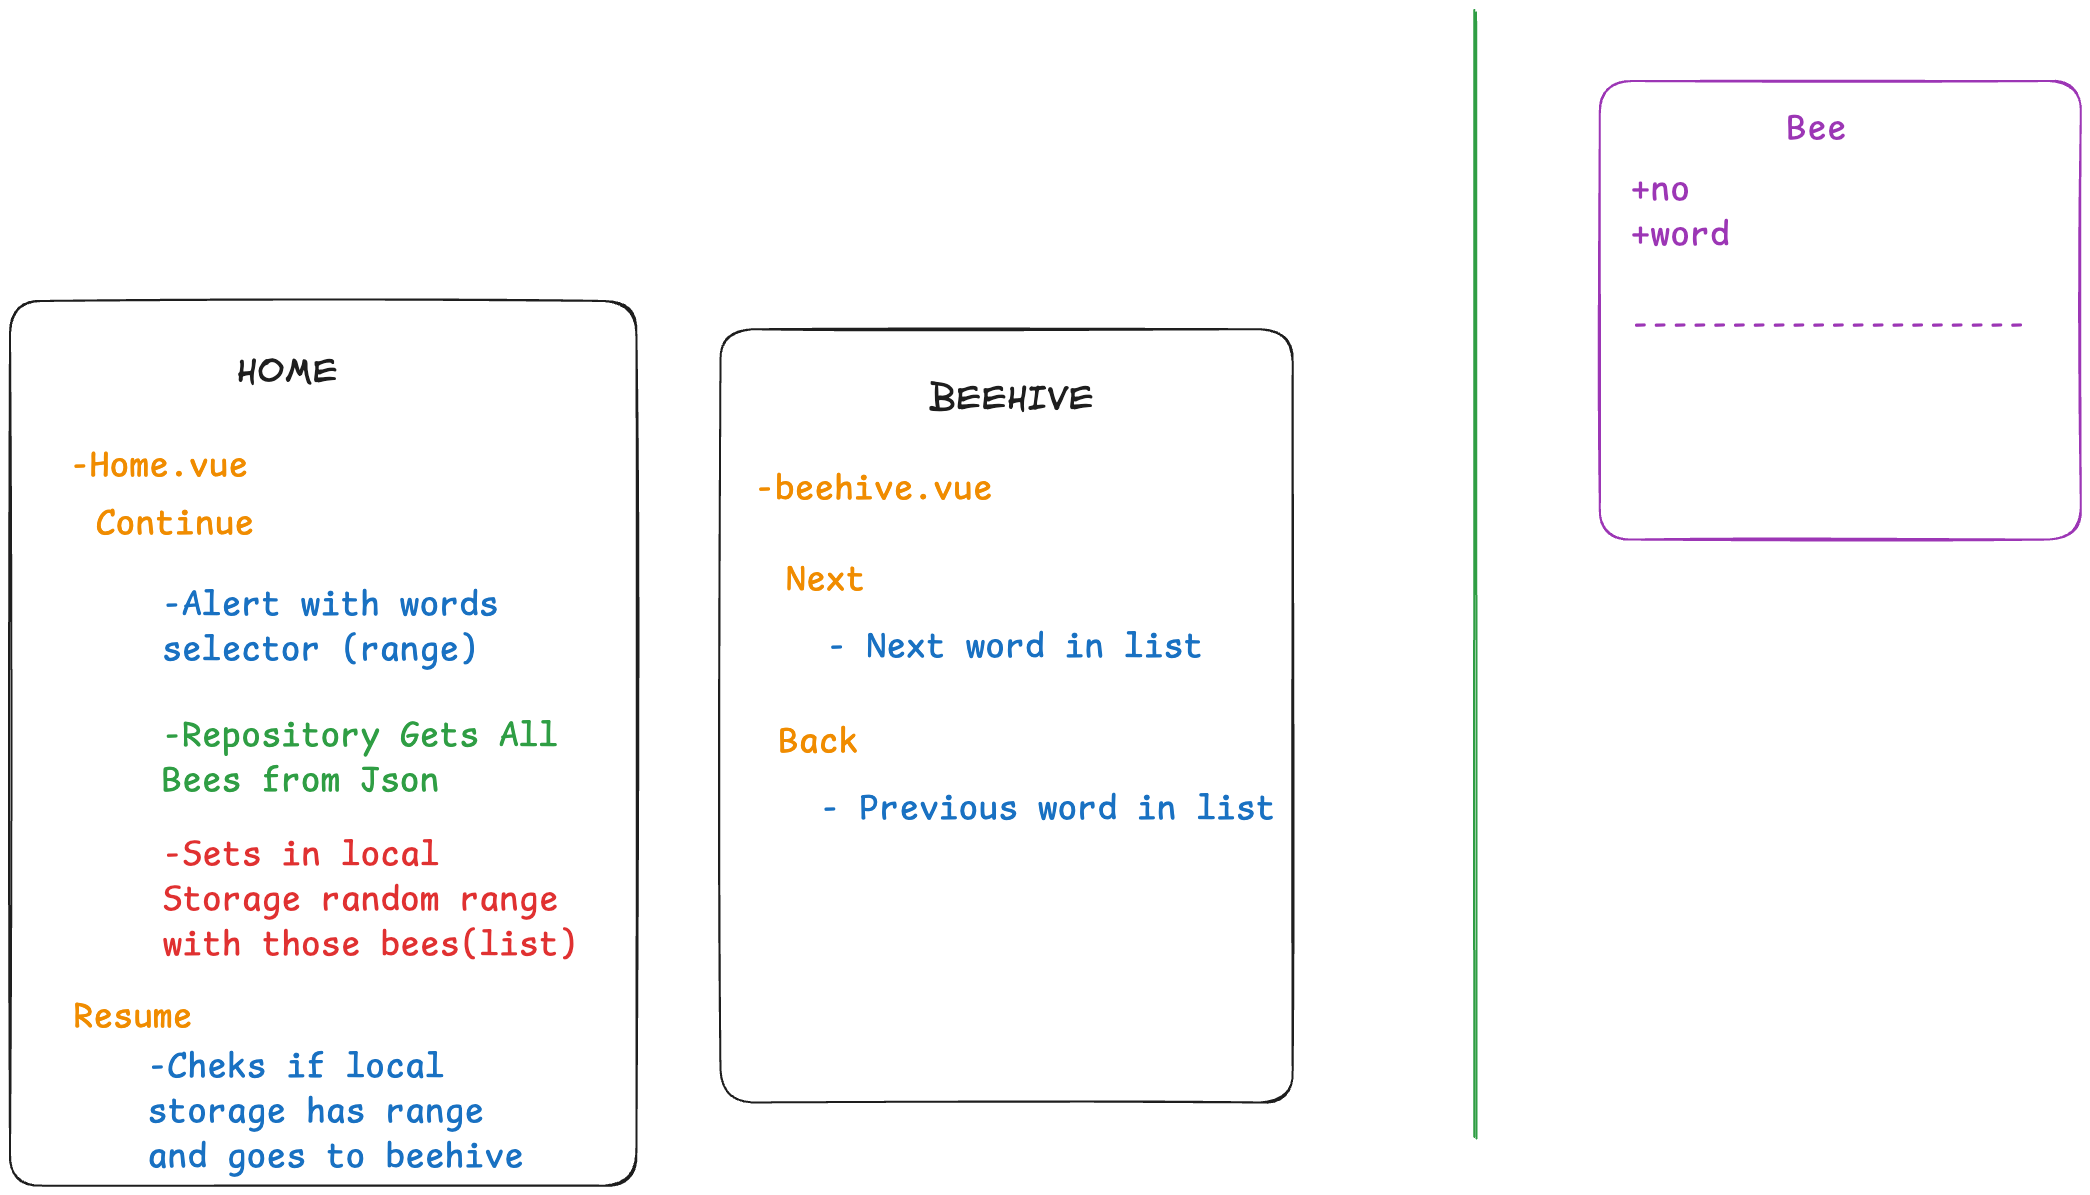 HOME
-Home.vue
Continue
-Alert with words
selector (range)
-Repository Gets All
Bees from Json
-Sets in local
Storage random range
with those bees(list)
Resume
-Cheks if local
storage has range
and goes to beehive
BEEHIVE
-beehive.vue
Next
- Next word in list
Back
- Previous word in list
Bee
+no
+word
--------------------